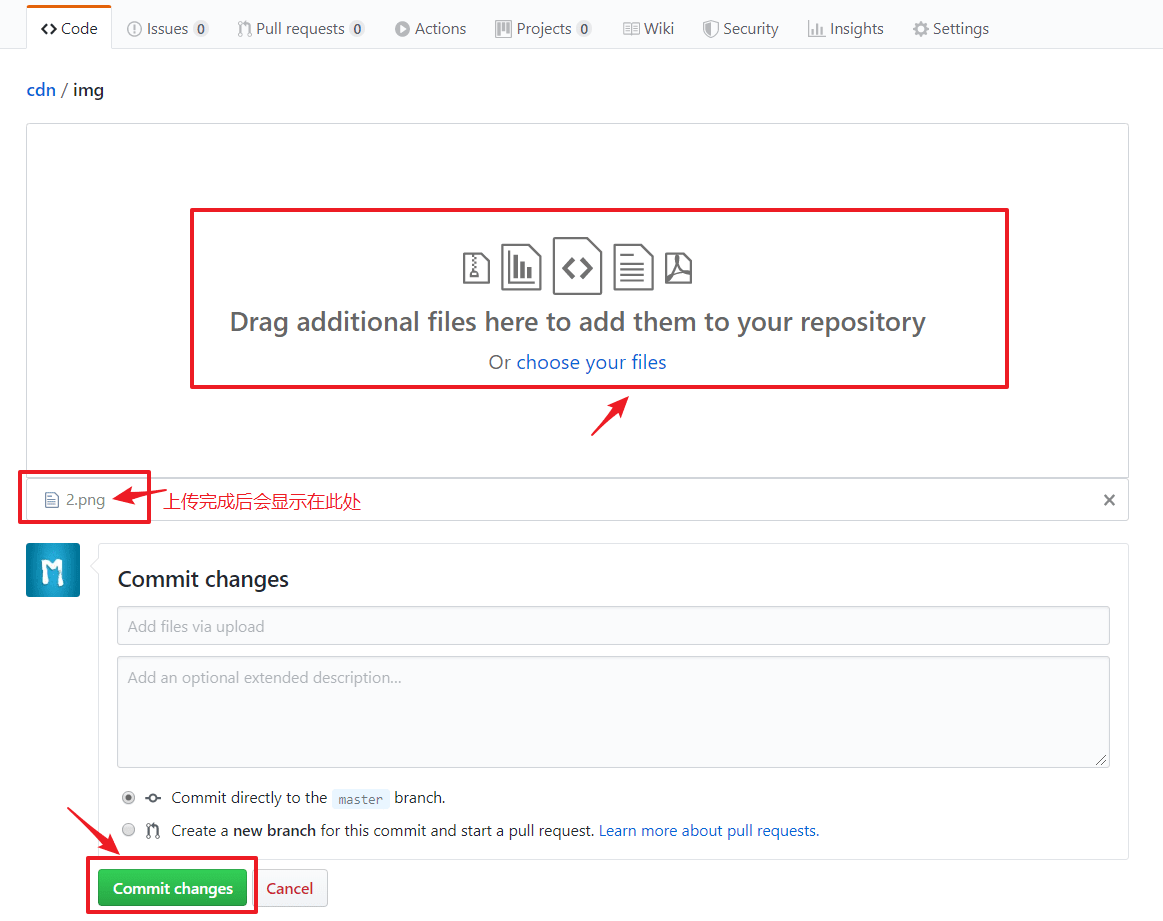 Code Issues 0 Pull requests 0 Actions Projects 0 Wiki Security Insights Settings
cdn / img
Drag additional files here to add them to your repository
Or choose your files
2.png 上传完成后会显示在此处
Commit changes
Add files via upload
Add an optional extended description...
Commit directly to the master branch.
Create a new branch for this commit and start a pull request. Learn more about pull requests.
Commit changes Cancel